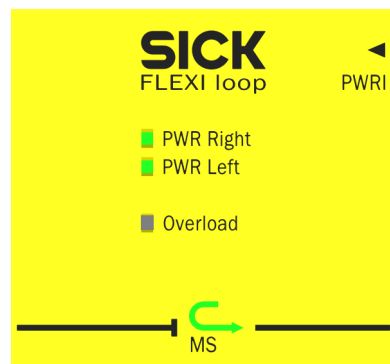 SICK
FLEXI loop
PWRI
PWR Right
PWR Left
Overload
MS